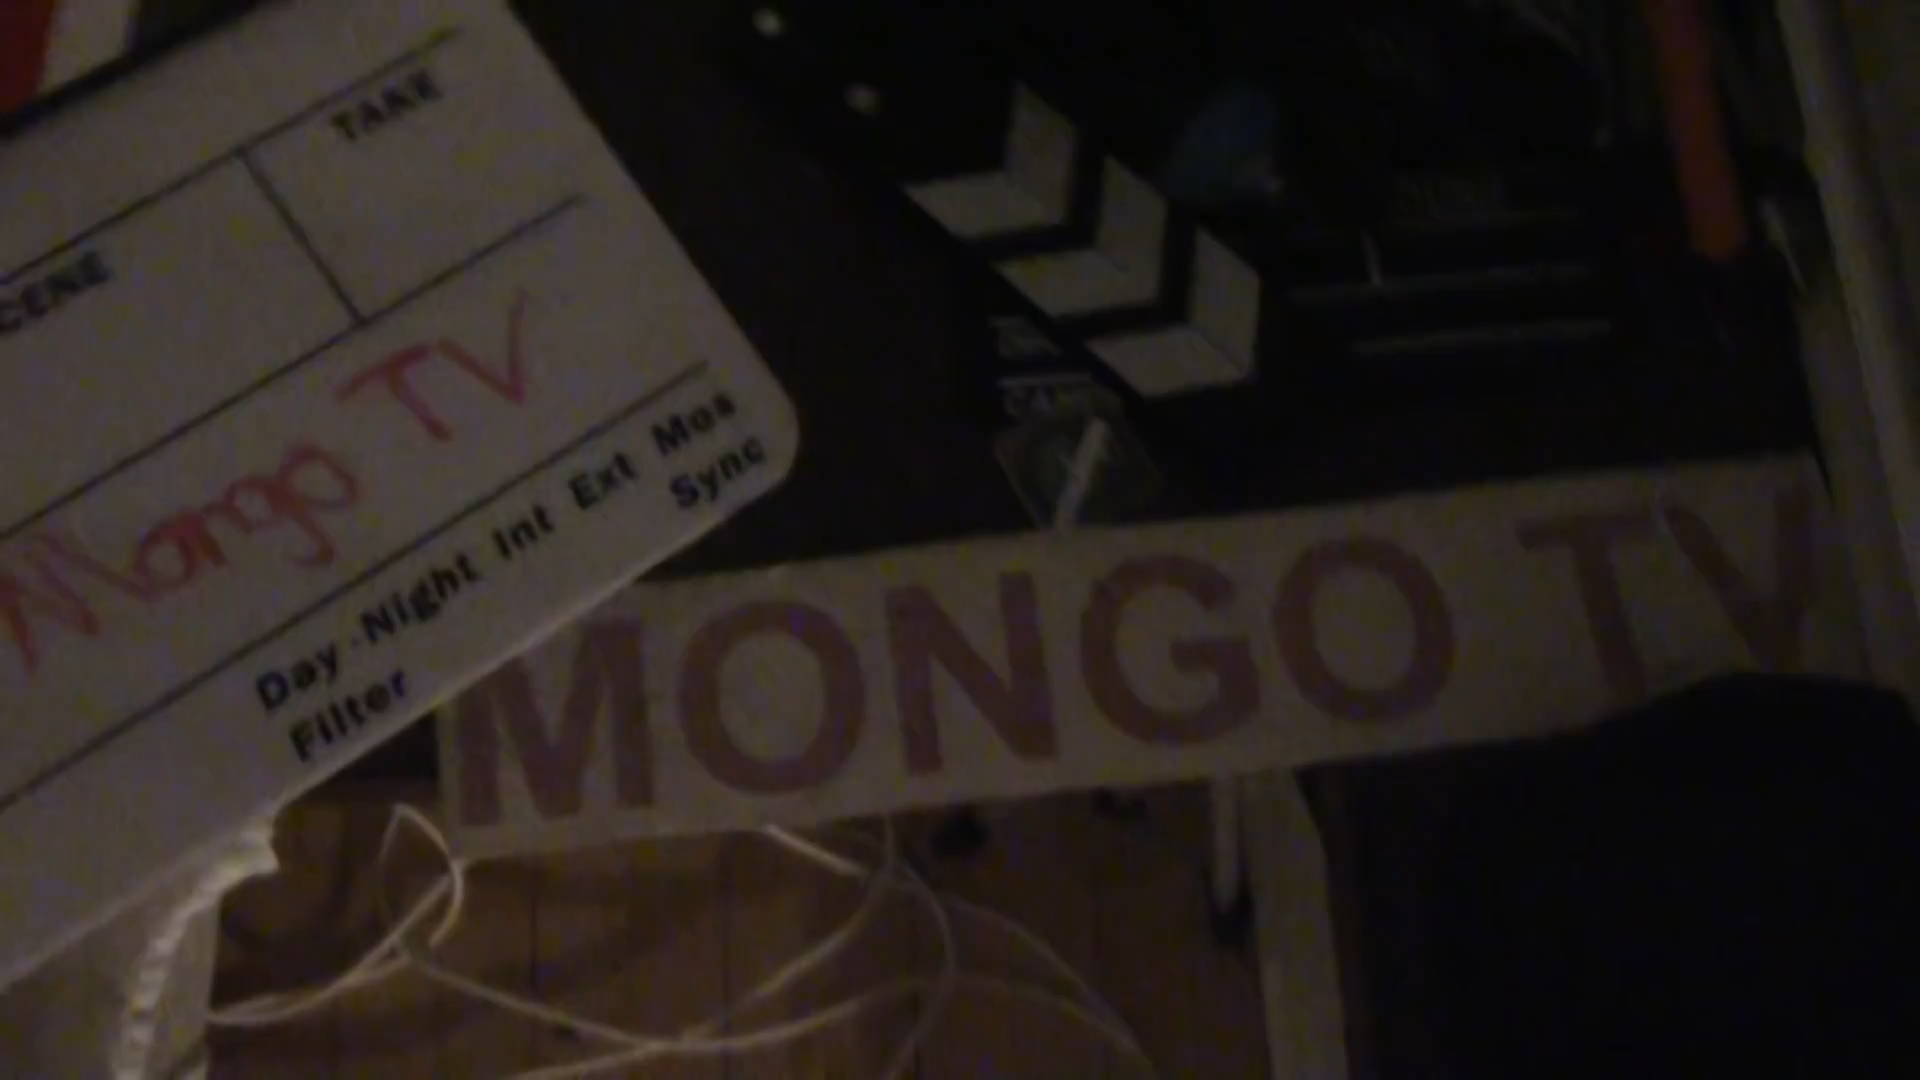 TAKE
CENE
Mongo TV
Day-Night Int Ext Mos
Filter Sync
MONGO TV